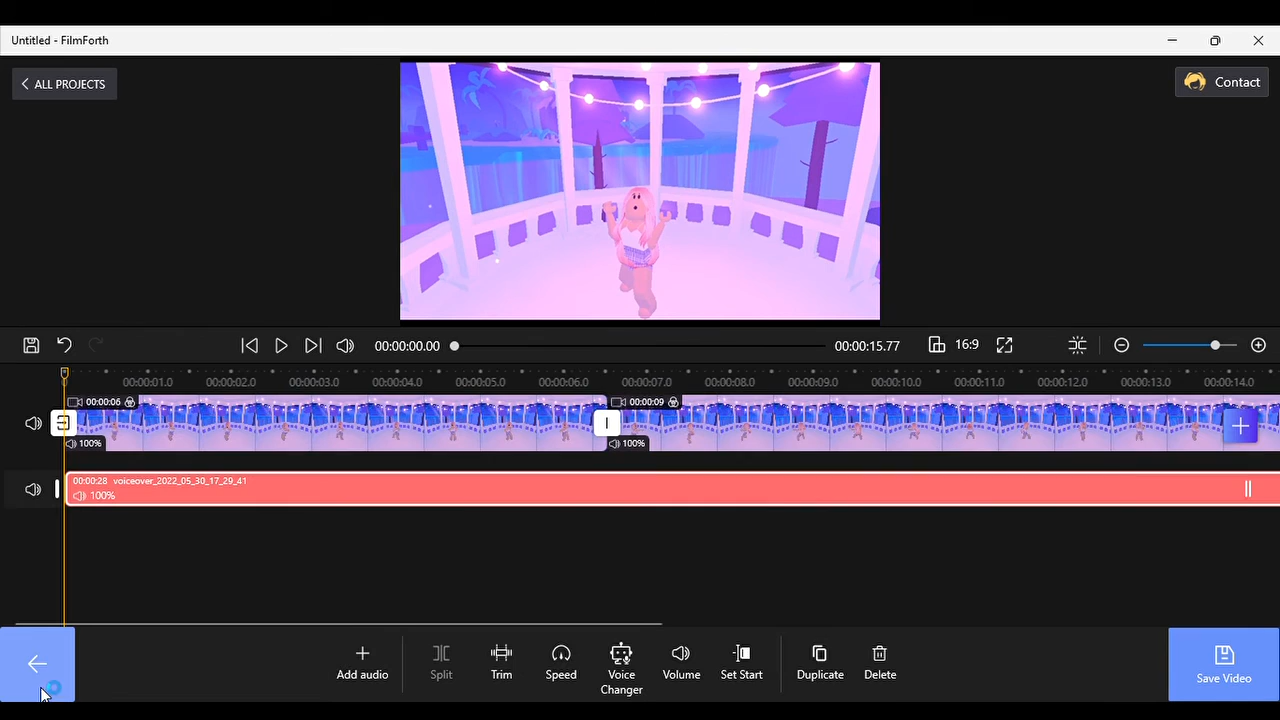 Untitled - FilmForth
ALL PROJECTS
Contact
00:00:00.00
00:00:15.77
16:9
00:00:01.0 00:00:02.0 00:00:03.0 00:00:04.0 00:00:05.0 00:00:06.0 00:00:07.0 00:00:08.0 00:00:09.0 00:00:10.0 00:00:11.0 00:00:12.0 00:00:13.0 00:00:14.0
00:00:06
00:00:09
100%
100%
00:00:28 voiceover_2022_05_30_17_29_41
100%
Add audio
Split
Trim
Speed
Voice
Changer
Volume
Set Start
Duplicate
Delete
Save Video